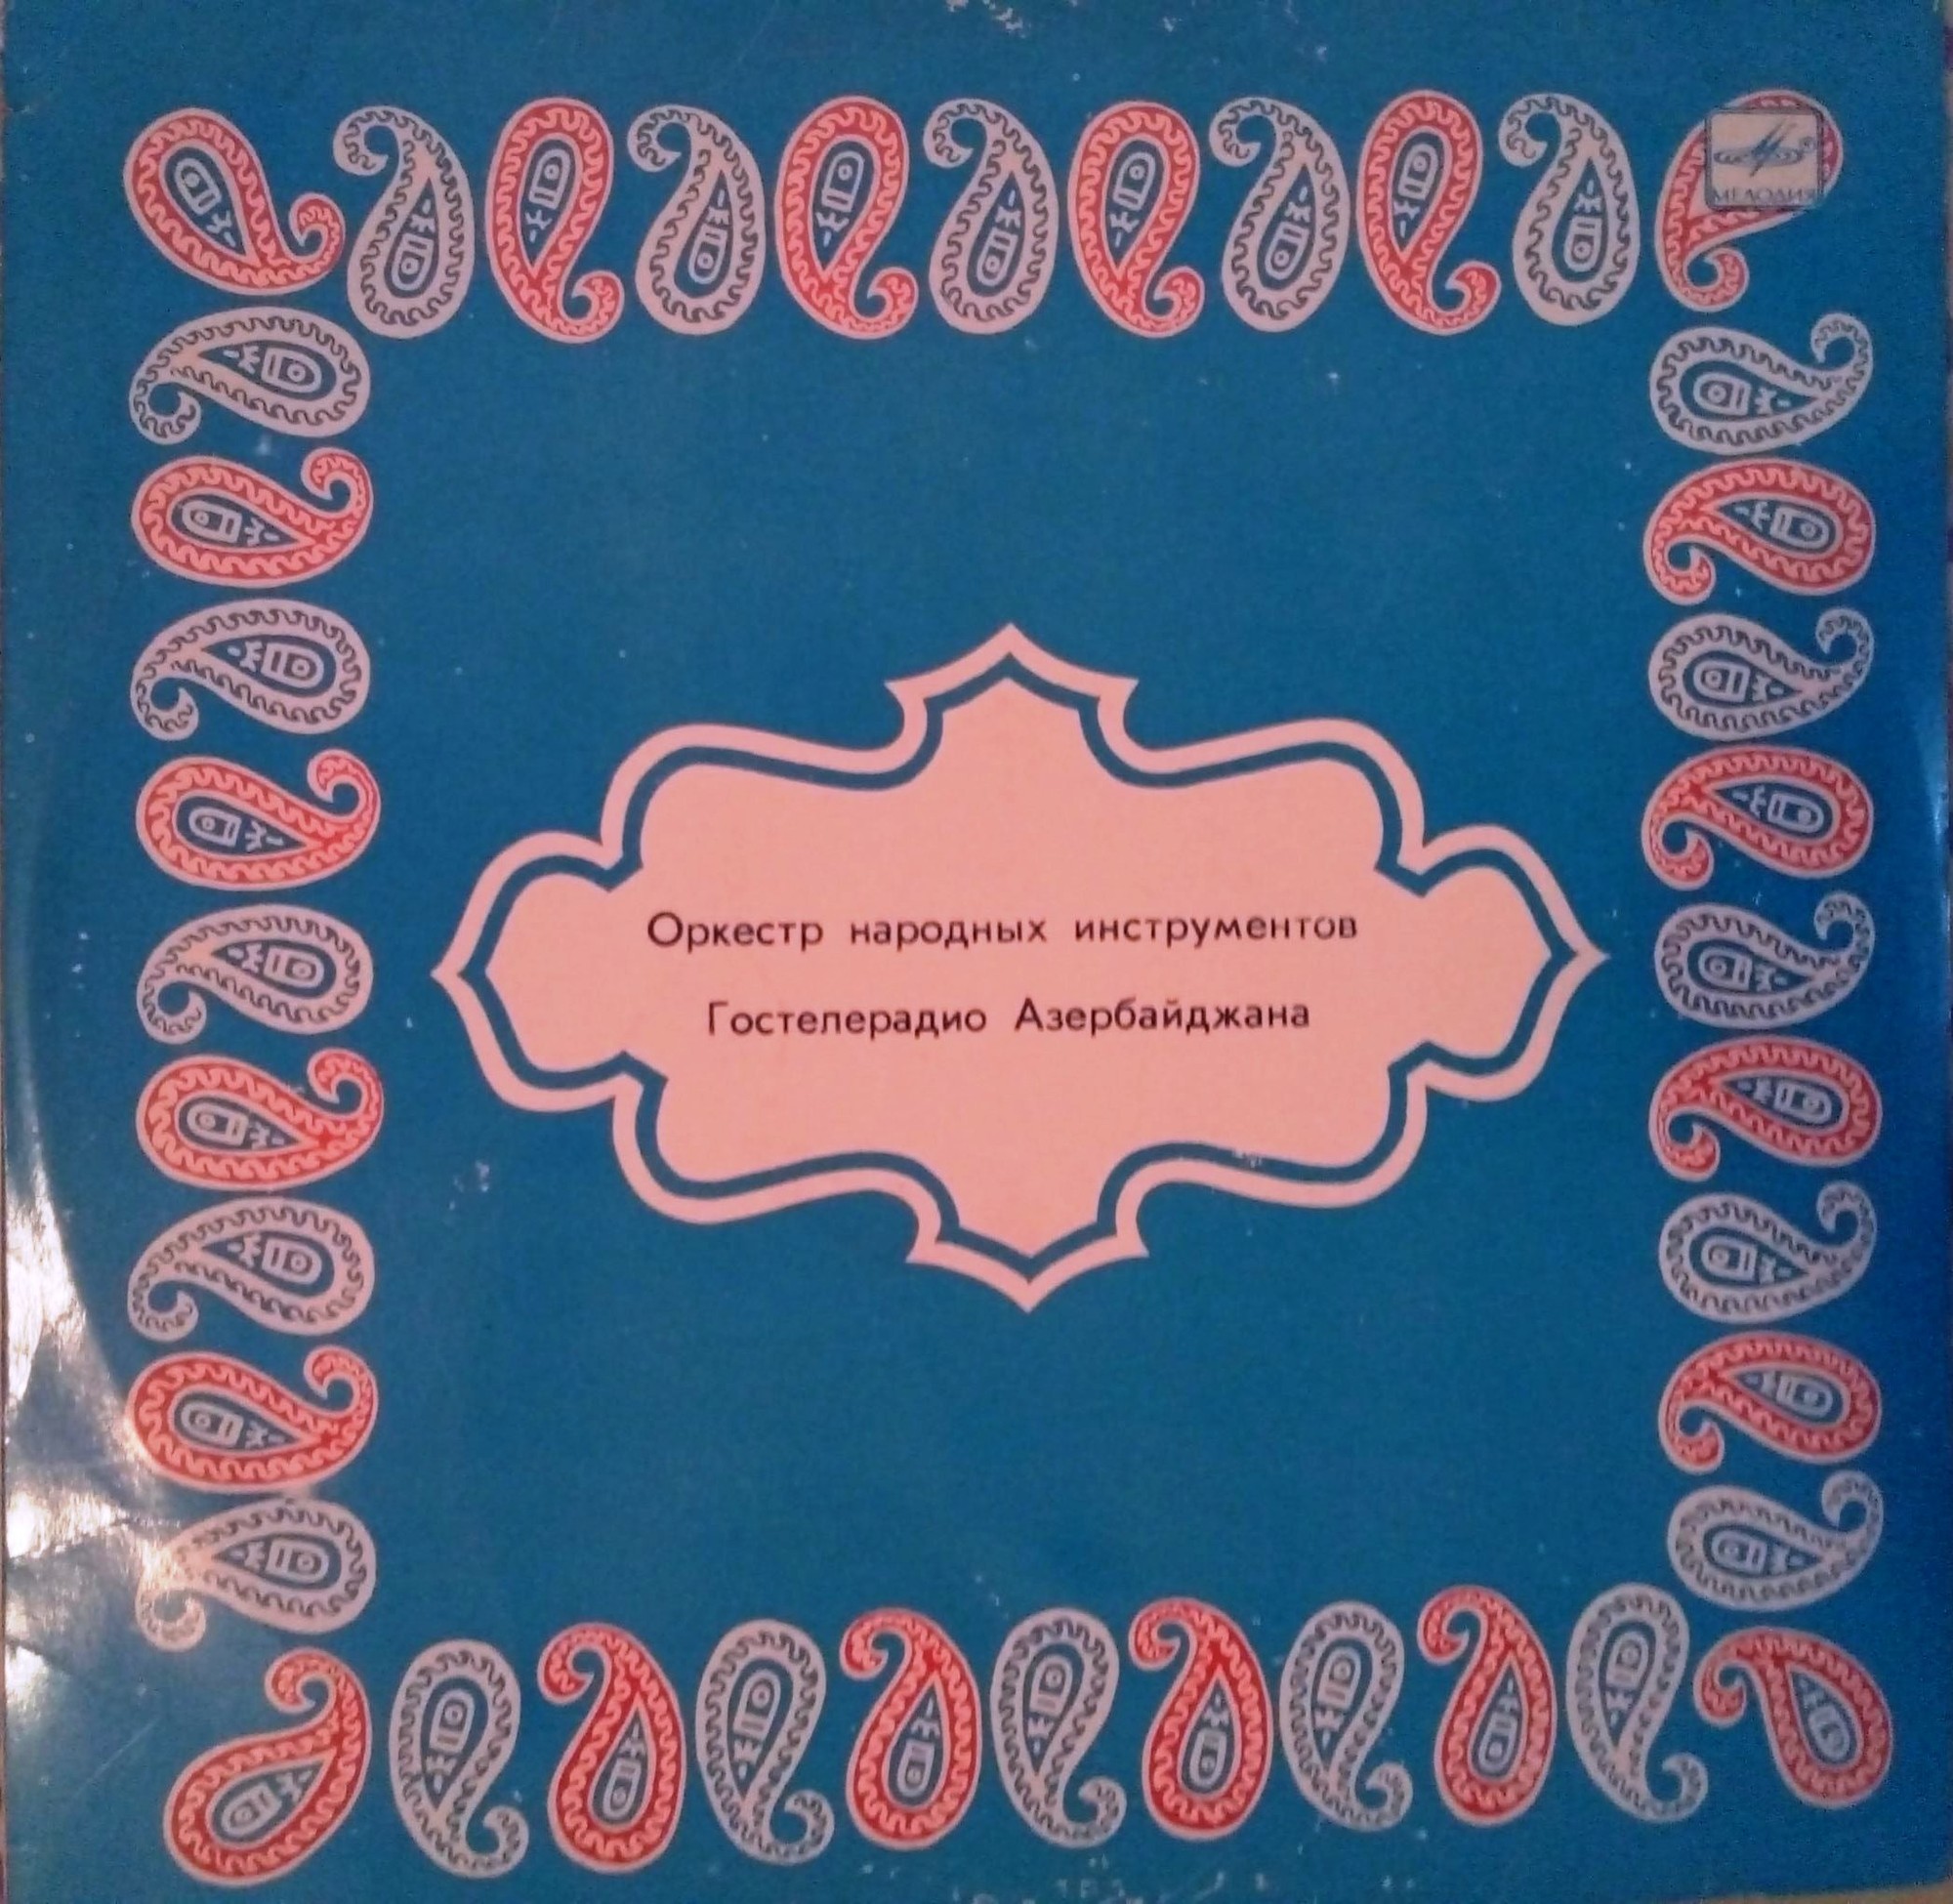 МЕЛОДИЯ
Оркестр народных инструментов
Гостелерадио Азербайджана